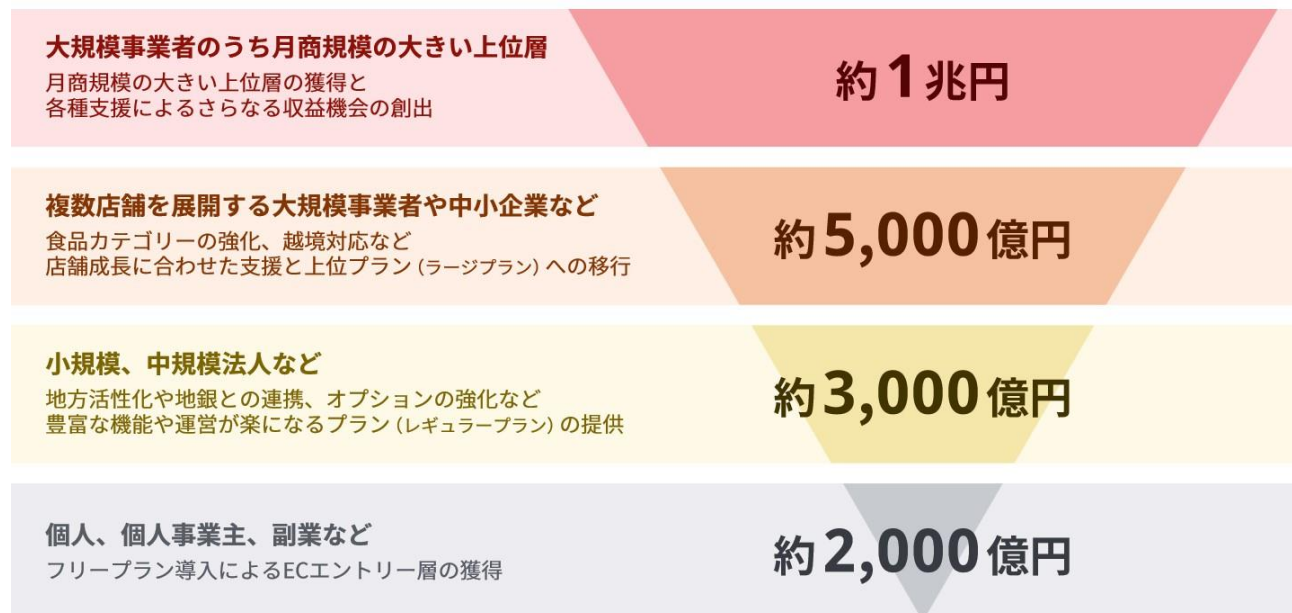 大規模事業者のうち月商規模の大きい上位層
月商規模の大きい上位層の獲得と
各種支援によるさらなる収益機会の創出
約1兆円
複数店舗を展開する大規模事業者や中小企業など
食品カテゴリーの強化、越境対応など
店舗成長に合わせた支援と上位プラン（ラージプラン）への移行
約5,000億円
小規模、中規模法人など
地方活性化や地銀との連携、オプションの強化など
豊富な機能や運営が楽になるプラン（レギュラープラン）の提供
約3,000億円
個人、個人事業主、副業など
フリープラン導入によるECエントリー層の獲得
約2,000億円